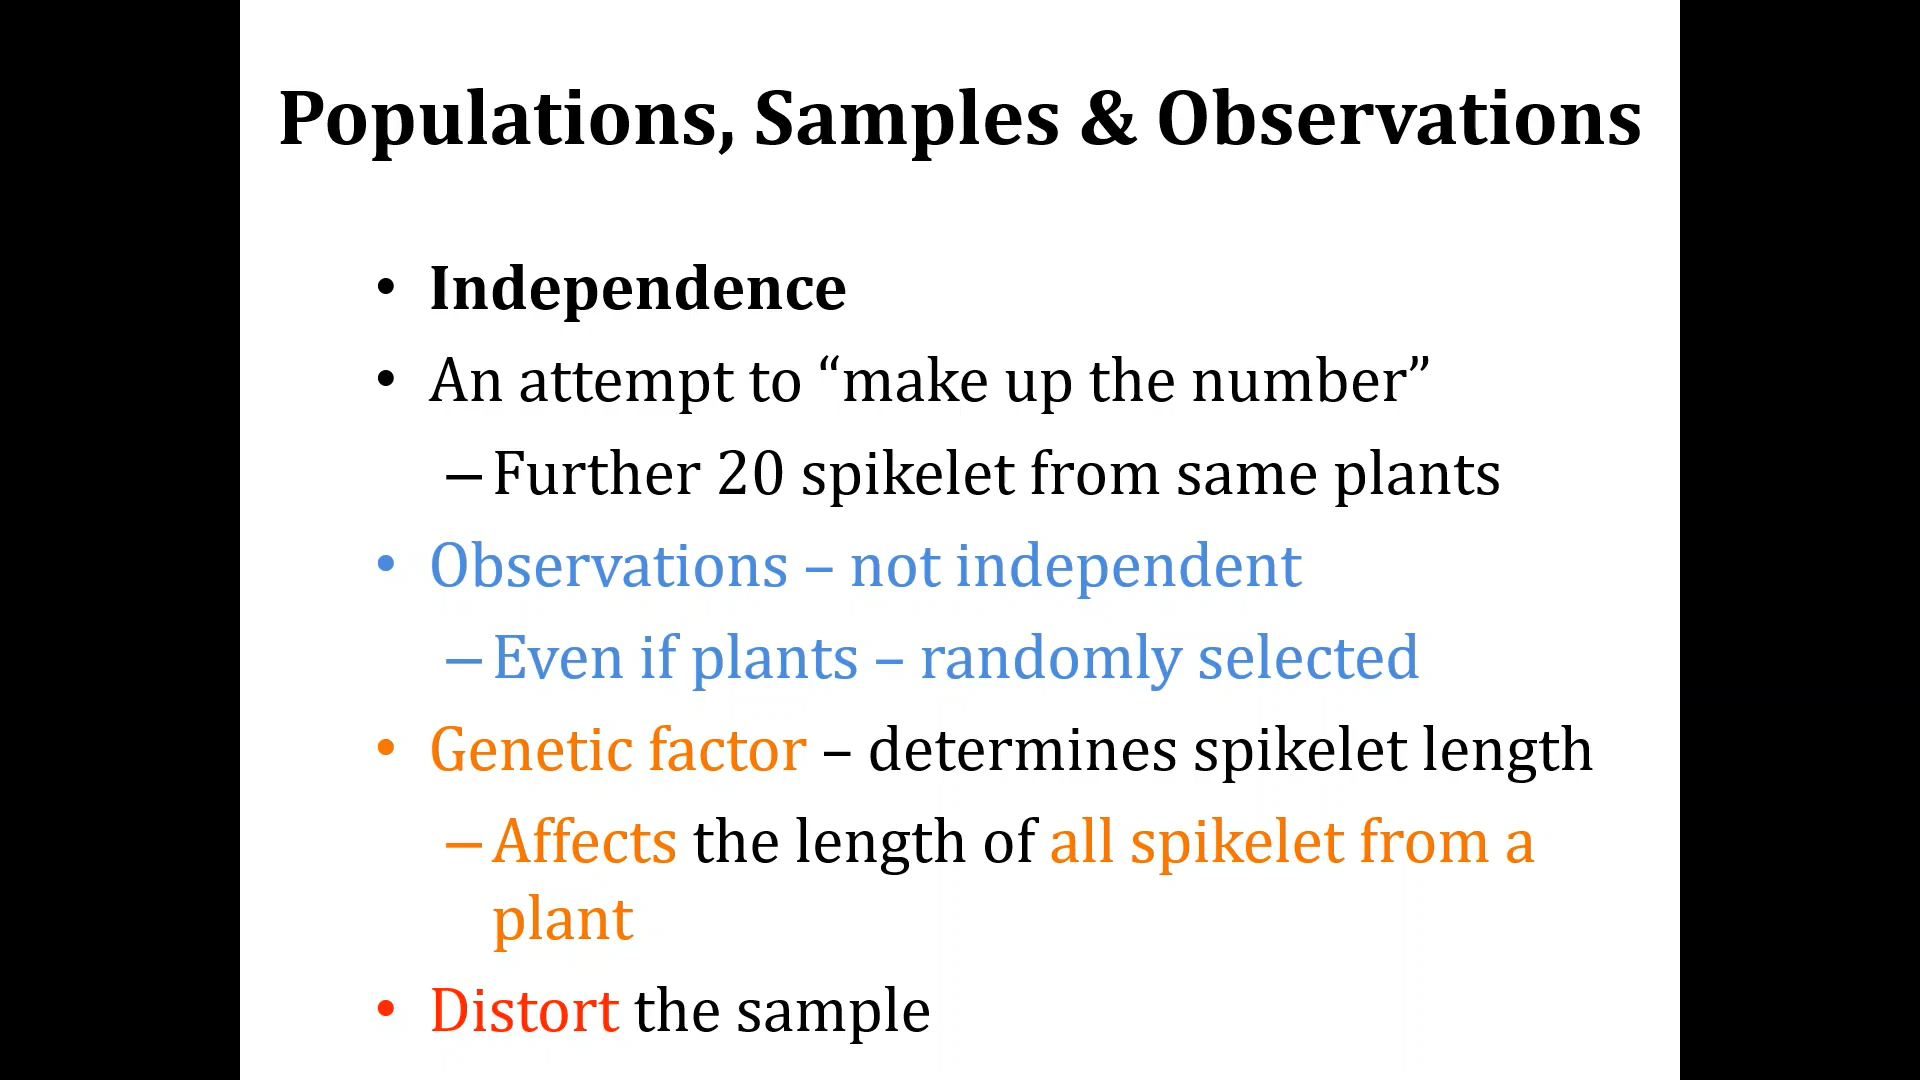 Populations, Samples & Observations
• Independence
• An attempt to “make up the number”
– Further 20 spikelet from same plants
• Observations – not independent
– Even if plants – randomly selected
• Genetic factor – determines spikelet length
– Affects the length of all spikelet from a
plant
• Distort the sample